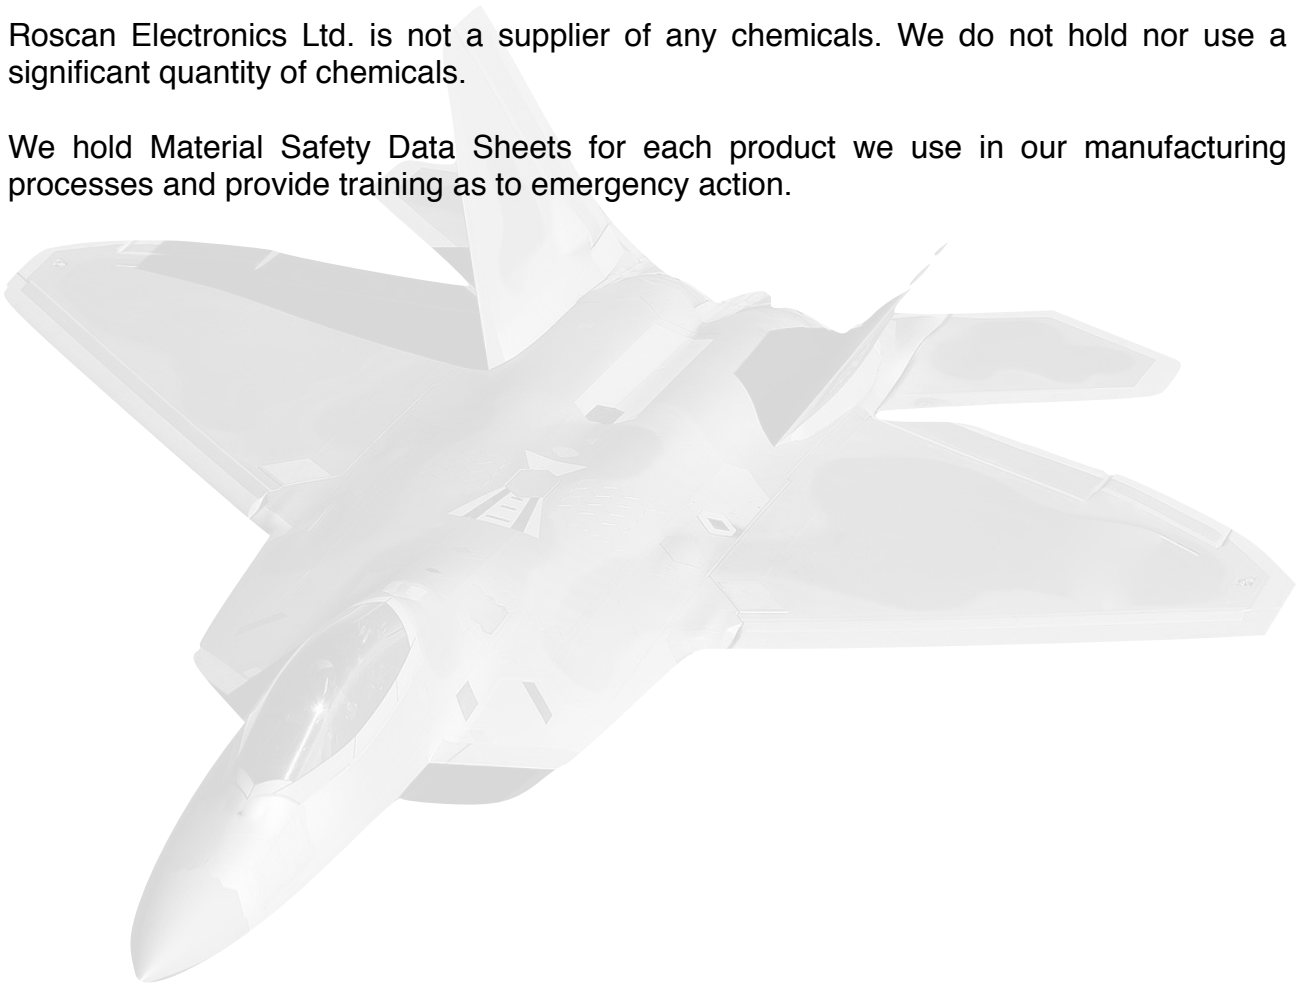 Roscan Electronics Ltd. is not a supplier of any chemicals. We do not hold nor use a
significant quantity of chemicals.
We hold Material Safety Data Sheets for each product we use in our manufacturing
processes and provide training as to emergency action.